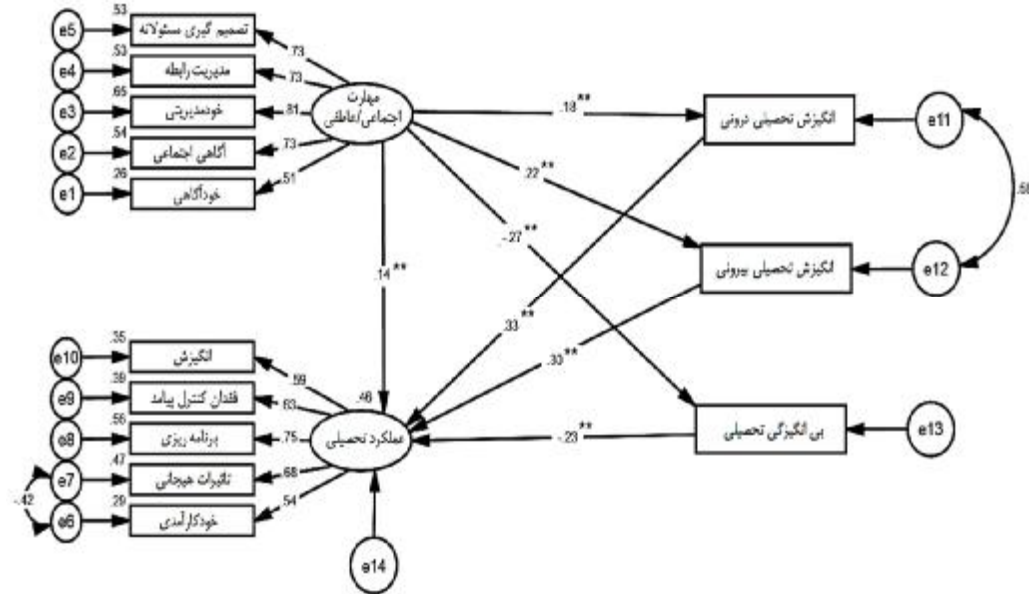 e5
.53
تصمیم گیری مسئولانه
.73
e4
.53
مدیریت رابطه
.73
e3
.65
خودمدیریتی
.81
e2
.54
آگاهی اجتماعی
.73
e1
.26
خودآگاهی
.51
مهارت
اجتماعی/عاطفی
.18**
انگیزش تحصیلی درونی
e11
.22**
.-27**
انگیزش تحصیلی بیرونی
e12
.14**
.33**
.30**
e10
.35
انگیزش
.59
e9
.39
فقدان کنترل پیامد
.63
e8
.56
برنامه ریزی
.75
e7
.47
تاثیرات هیجانی
.68
e6
.29
خودکارآمدی
.54
-.42
.46
عملکرد تحصیلی
-.23**
بی انگیزگی تحصیلی
e13
e14